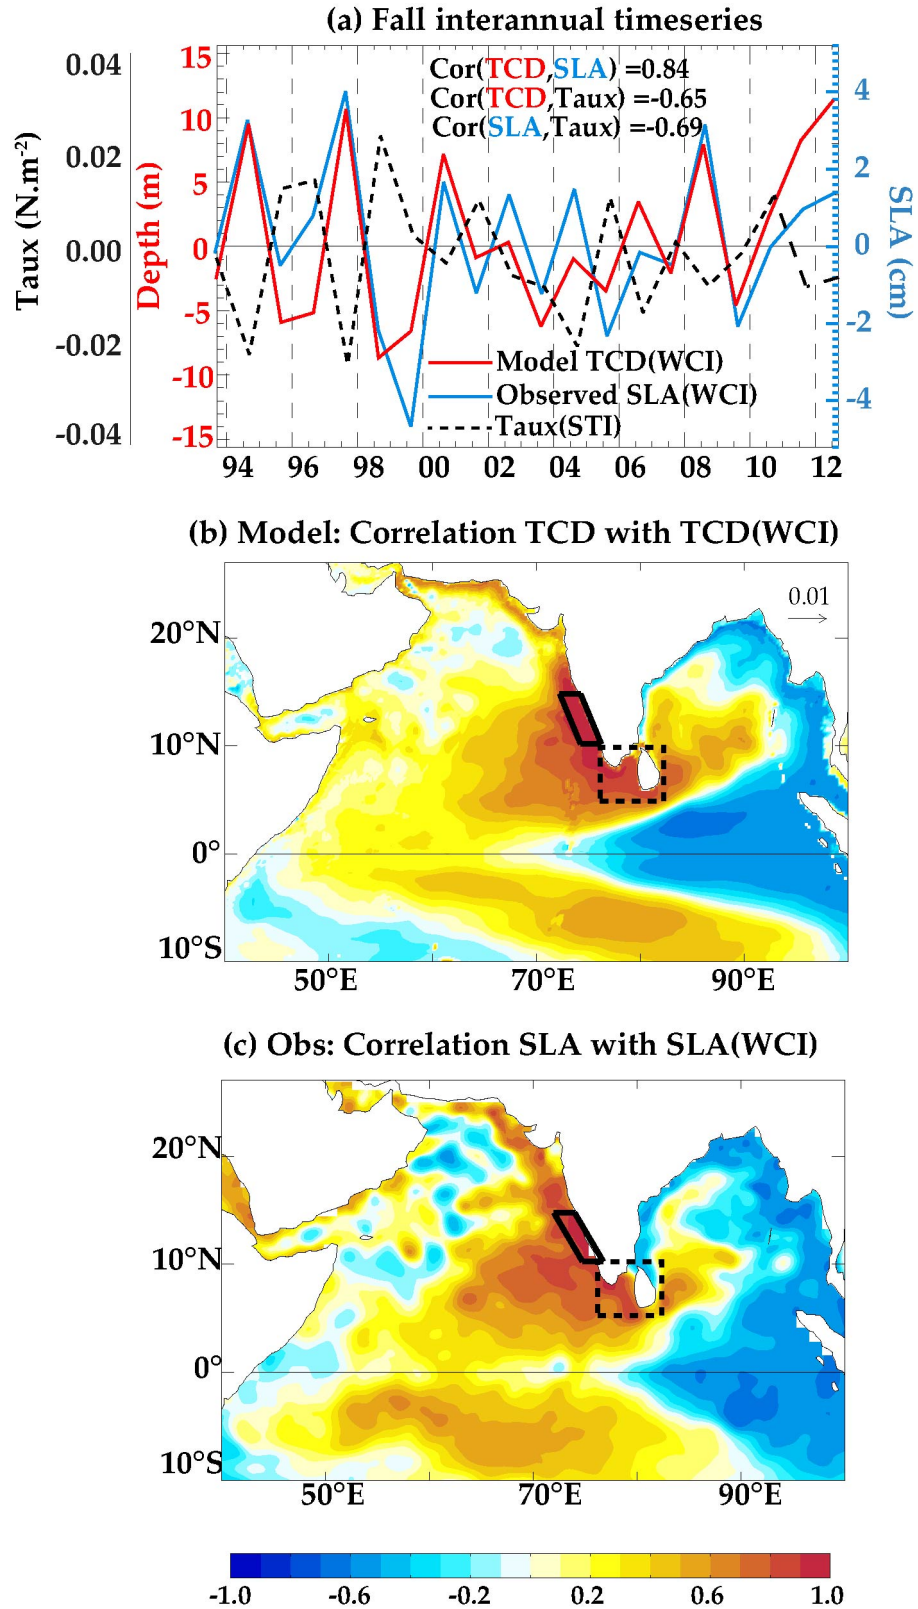 (a) Fall interannual timeseries
Cor(TCD,SLA) =0.84
Cor(TCD,Taux) =-0.65
Cor(SLA,Taux) =-0.69
Taux (N.m-2)
0.04
0.02
0.00
-0.02
-0.04
Depth (m)
15
10
5
0
-5
-10
-15
SLA (cm)
4
2
0
-2
-4
Model TCD(WCI)
Observed SLA(WCI)
Taux(STI)
94 96 98 00 02 04 06 08 10 12
(b) Model: Correlation TCD with TCD(WCI)
0.01
20°N
10°N
0°
10°S
50°E 70°E 90°E
(c) Obs: Correlation SLA with SLA(WCI)
20°N
10°N
0°
10°S
50°E 70°E 90°E
-1.0 -0.6 -0.2 0.2 0.6 1.0